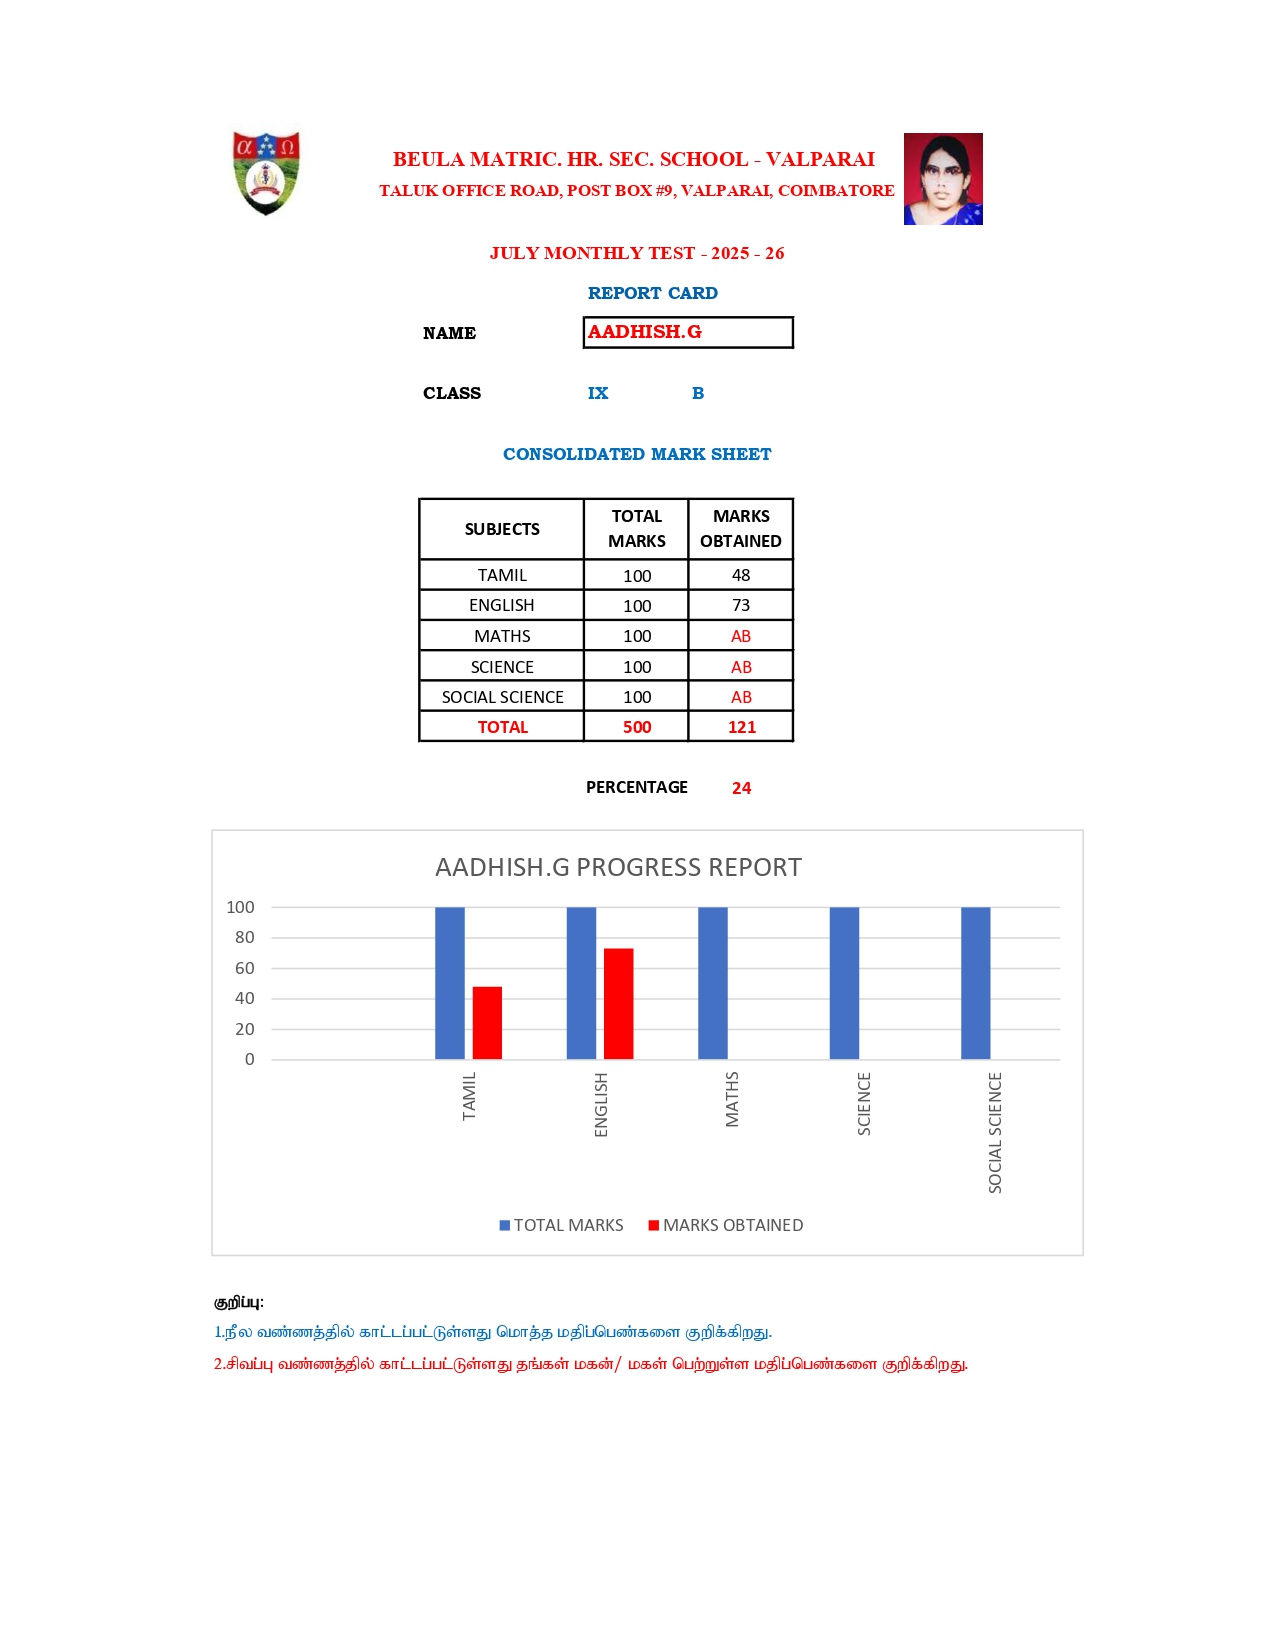 α Ω
BEULA MATRIC. HR. SEC. SCHOOL - VALPARAI
TALUK OFFICE ROAD, POST BOX #9, VALPARAI, COIMBATORE
JULY MONTHLY TEST - 2025 - 26
REPORT CARD
NAME AADHISH.G
CLASS IX B
CONSOLIDATED MARK SHEET
SUBJECTS TOTAL MARKS MARKS OBTAINED
TAMIL 100 48
ENGLISH 100 73
MATHS 100 AB
SCIENCE 100 AB
SOCIAL SCIENCE 100 AB
TOTAL 500 121
PERCENTAGE 24
AADHISH.G PROGRESS REPORT
100
80
60
40
20
0
TAMIL
ENGLISH
MATHS
SCIENCE
SOCIAL SCIENCE
TOTAL MARKS MARKS OBTAINED
குறிப்பு:
1.நீல வண்ணத்தில் காட்டப்பட்டுள்ளது மொத்த மதிப்பெண்களை குறிக்கிறது.
2.சிவப்பு வண்ணத்தில் காட்டப்பட்டுள்ளது தங்கள் மகன்/ மகள் பெற்றுள்ள மதிப்பெண்களை குறிக்கிறது.